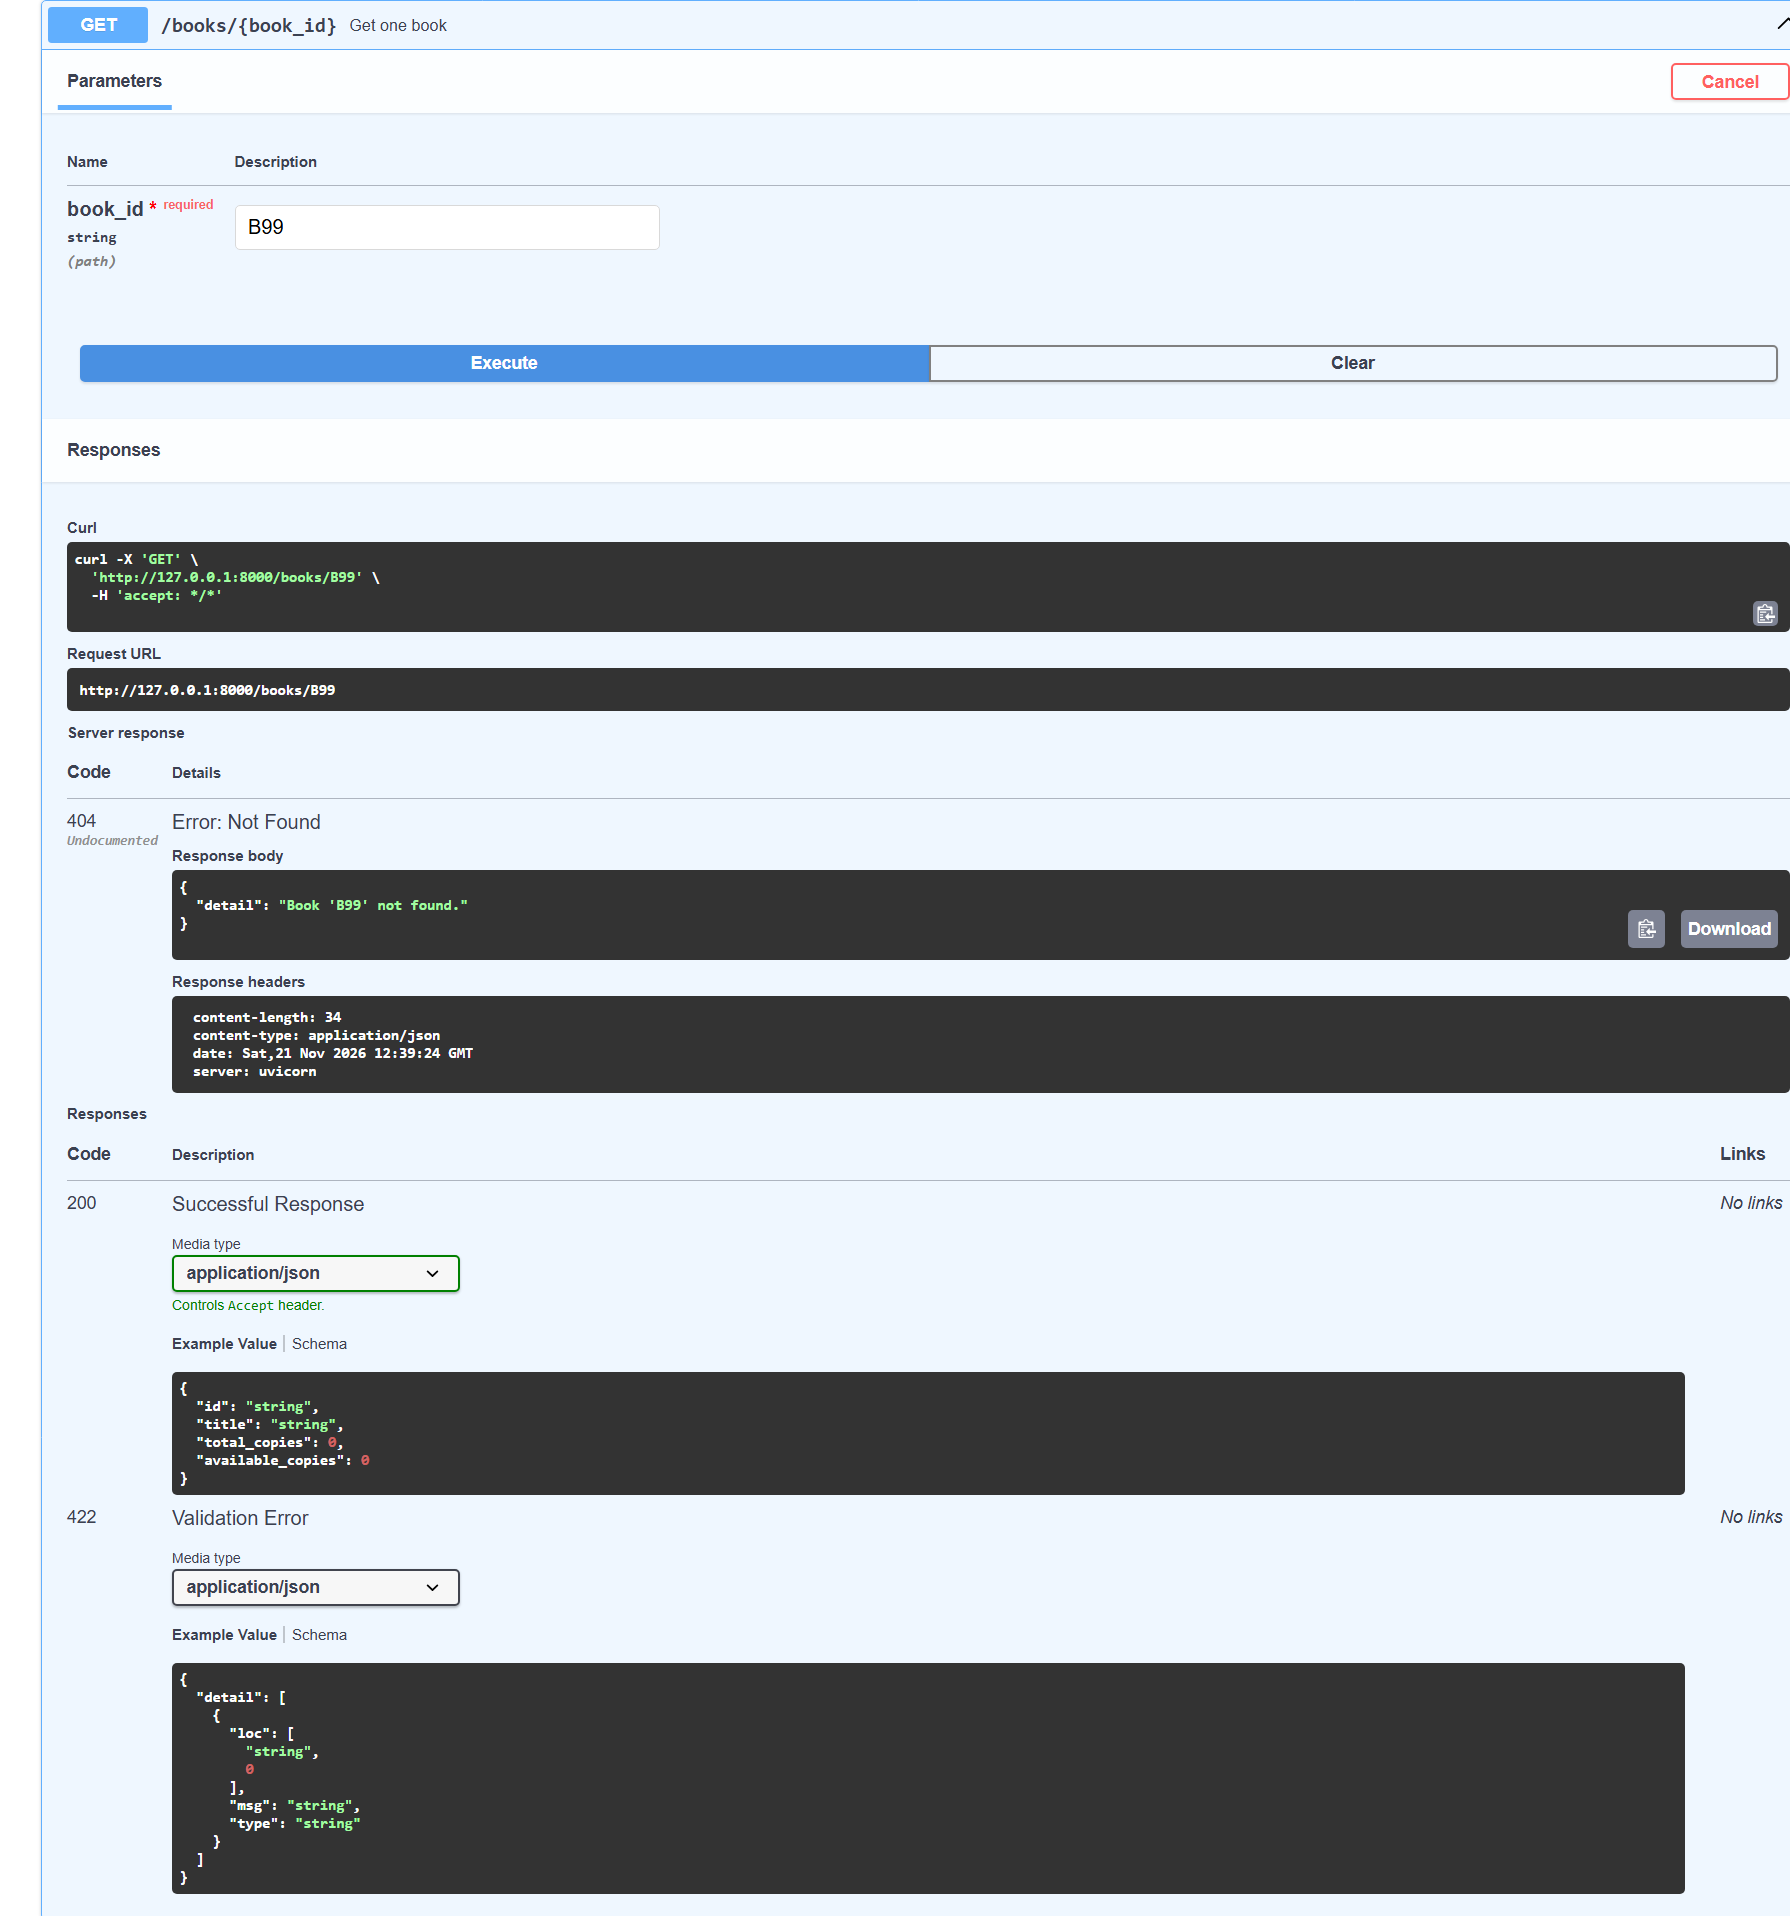 GET /books/{book_id} Get one book
Parameters
Cancel
Name Description
book_id * required
string
(path)
B99
Execute Clear
Responses
Curl
curl -X 'GET' \
  'http://127.0.0.1:8000/books/B99' \
  -H 'accept: */*'
Request URL
http://127.0.0.1:8000/books/B99
Server response
Code Details
404
Undocumented
Error: Not Found
Response body
{
  "detail": "Book 'B99' not found."
}
Download
Response headers
content-length: 34
content-type: application/json
date: Sat,21 Nov 2026 12:39:24 GMT
server: uvicorn
Responses
Code Description Links
200 Successful Response No links
Media type
application/json
Controls Accept header.
Example Value Schema
{
  "id": "string",
  "title": "string",
  "total_copies": 0,
  "available_copies": 0
}
422 Validation Error No links
Media type
application/json
Example Value Schema
{
  "detail": [
    {
      "loc": [
        "string",
        0
      ],
      "msg": "string",
      "type": "string"
    }
  ]
}